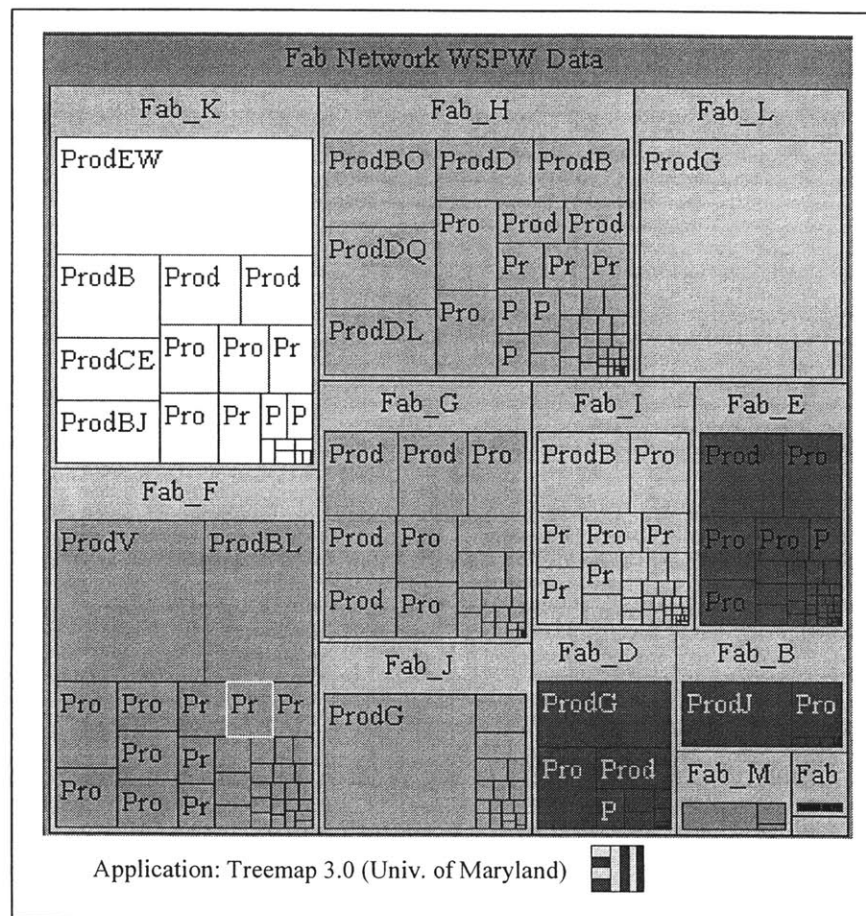 Fab Network WSPW Data
Fab_K
ProdEW
ProdB
Prod
Prod
ProdCE
Pro
Pro
Pr
ProdBJ
Pro
Pr
P
P
Fab_H
ProdBO
ProdD
ProdB
ProdDQ
Pro
Prod
Prod
Pr
Pr
Pr
ProdDL
Pro
P
P
P
Fab_L
ProdG
Fab_G
Prod
Prod
Pro
Prod
Pro
Prod
Pro
Fab_I
ProdB
Pro
Pr
Pro
Pr
Pr
Pr
Fab_E
Prod
Pro
Pro
Pro
P
Pro
Fab_F
ProdV
ProdBL
Pro
Pro
Pr
Pr
Pr
Pro
Pr
Pro
Pro
Pr
Fab_J
ProdG
Fab_D
ProdG
Pro
Prod
P
Fab_B
ProdJ
Pro
Fab_M
Fab
Application: Treemap 3.0 (Univ. of Maryland)